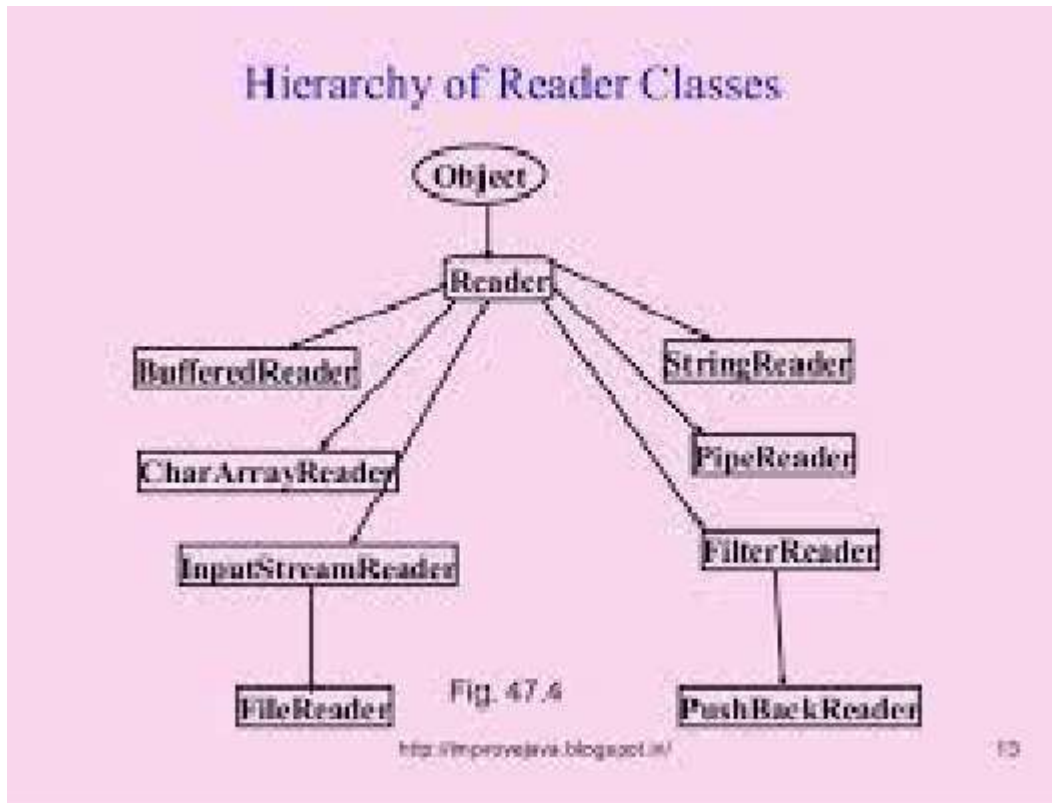 Hierarchy of Reader Classes
Object
Reader
BufferedReader
StringReader
CharArrayReader
PipeReader
InputStreamReader
FilterReader
FileReader
Fig. 47.4
PushBackReader
http://improvejava.blogspot.in/
13